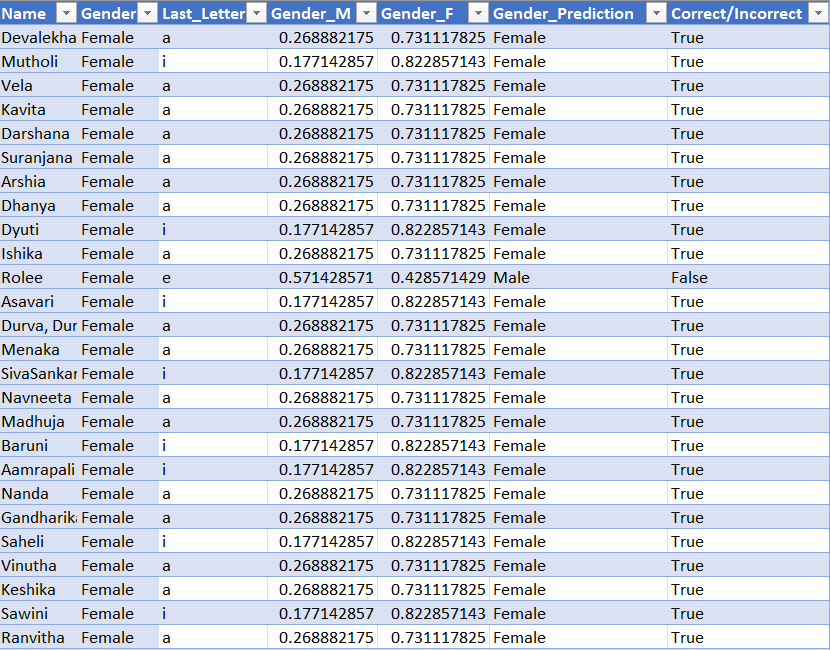 Name Gender Last_Letter Gender_M Gender_F Gender_Prediction Correct/Incorrect
Devalekha Female a 0.268882175 0.731117825 Female True
Mutholi Female i 0.177142857 0.822857143 Female True
Vela Female a 0.268882175 0.731117825 Female True
Kavita Female a 0.268882175 0.731117825 Female True
Darshana Female a 0.268882175 0.731117825 Female True
Suranjana Female a 0.268882175 0.731117825 Female True
Arshia Female a 0.268882175 0.731117825 Female True
Dhanya Female a 0.268882175 0.731117825 Female True
Dyuti Female i 0.177142857 0.822857143 Female True
Ishika Female a 0.268882175 0.731117825 Female True
Rolee Female e 0.571428571 0.428571429 Male False
Asavari Female i 0.177142857 0.822857143 Female True
Durva, Dur Female a 0.268882175 0.731117825 Female True
Menaka Female a 0.268882175 0.731117825 Female True
SivaSankar Female i 0.177142857 0.822857143 Female True
Navneeta Female a 0.268882175 0.731117825 Female True
Madhuja Female a 0.268882175 0.731117825 Female True
Baruni Female i 0.177142857 0.822857143 Female True
Aamrapali Female i 0.177142857 0.822857143 Female True
Nanda Female a 0.268882175 0.731117825 Female True
Gandharika Female a 0.268882175 0.731117825 Female True
Saheli Female i 0.177142857 0.822857143 Female True
Vinutha Female a 0.268882175 0.731117825 Female True
Keshika Female a 0.268882175 0.731117825 Female True
Sawini Female i 0.177142857 0.822857143 Female True
Ranvitha Female a 0.268882175 0.731117825 Female True